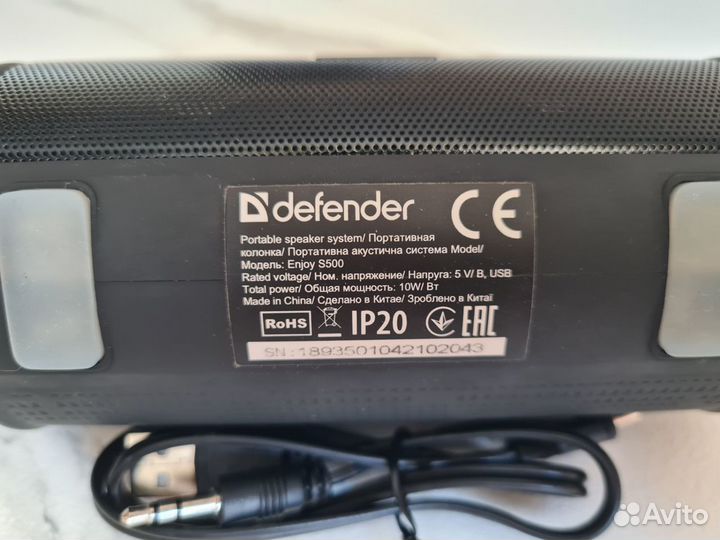 defender CE
Portable speaker system/ Портативная
колонка/ Портативна акустична система Model/
Модель: Enjoy S500
Rated voltage/ Ном. напряжение/ Напруга: 5 V/ В, USB
Total power/ Общая мощность: 10W/ Вт
Made in China/ Сделано в Китае/ Зроблено в Китаї
RoHS IP20 EAC
SN : 1893501042102043
Avito